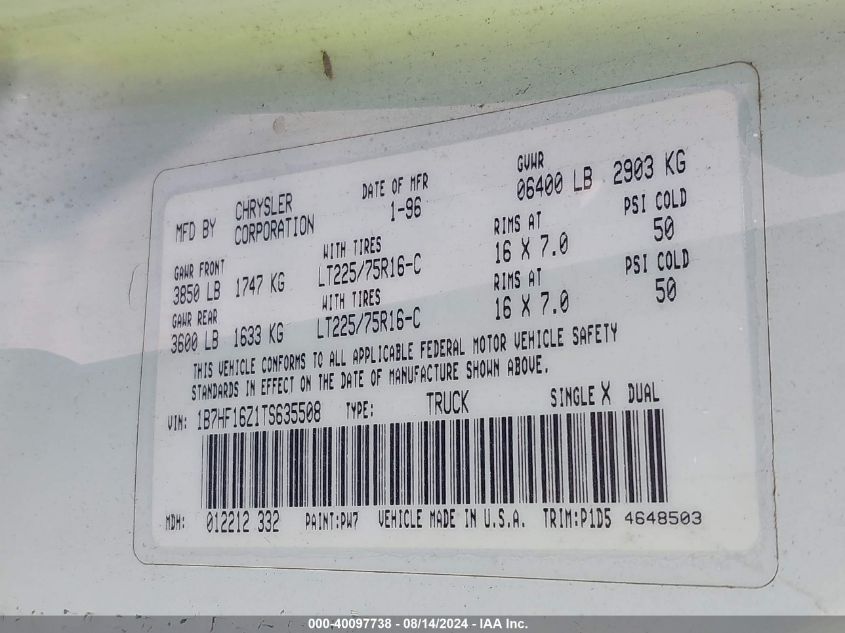 MFD BY CHRYSLER CORPORATION DATE OF MFR 1-96 GVWR 06400 LB 2903 KG
GAWR FRONT WITH TIRES RIMS AT PSI COLD
3850 LB 1747 KG LT225/75R16-C 16 X 7.0 50
GAWR REAR WITH TIRES RIMS AT PSI COLD
3600 LB 1633 KG LT225/75R16-C 16 X 7.0 50
THIS VEHICLE CONFORMS TO ALL APPLICABLE FEDERAL MOTOR VEHICLE SAFETY
STANDARDS IN EFFECT ON THE DATE OF MANUFACTURE SHOWN ABOVE.
VIN: 1B7HF16Z1TS635508 TYPE: TRUCK SINGLE X DUAL
MDH: 012212 332 PAINT:PW7 VEHICLE MADE IN U.S.A. TRIM:P1D5 4648503
000-40097738 - 08/14/2024 - IAA Inc.